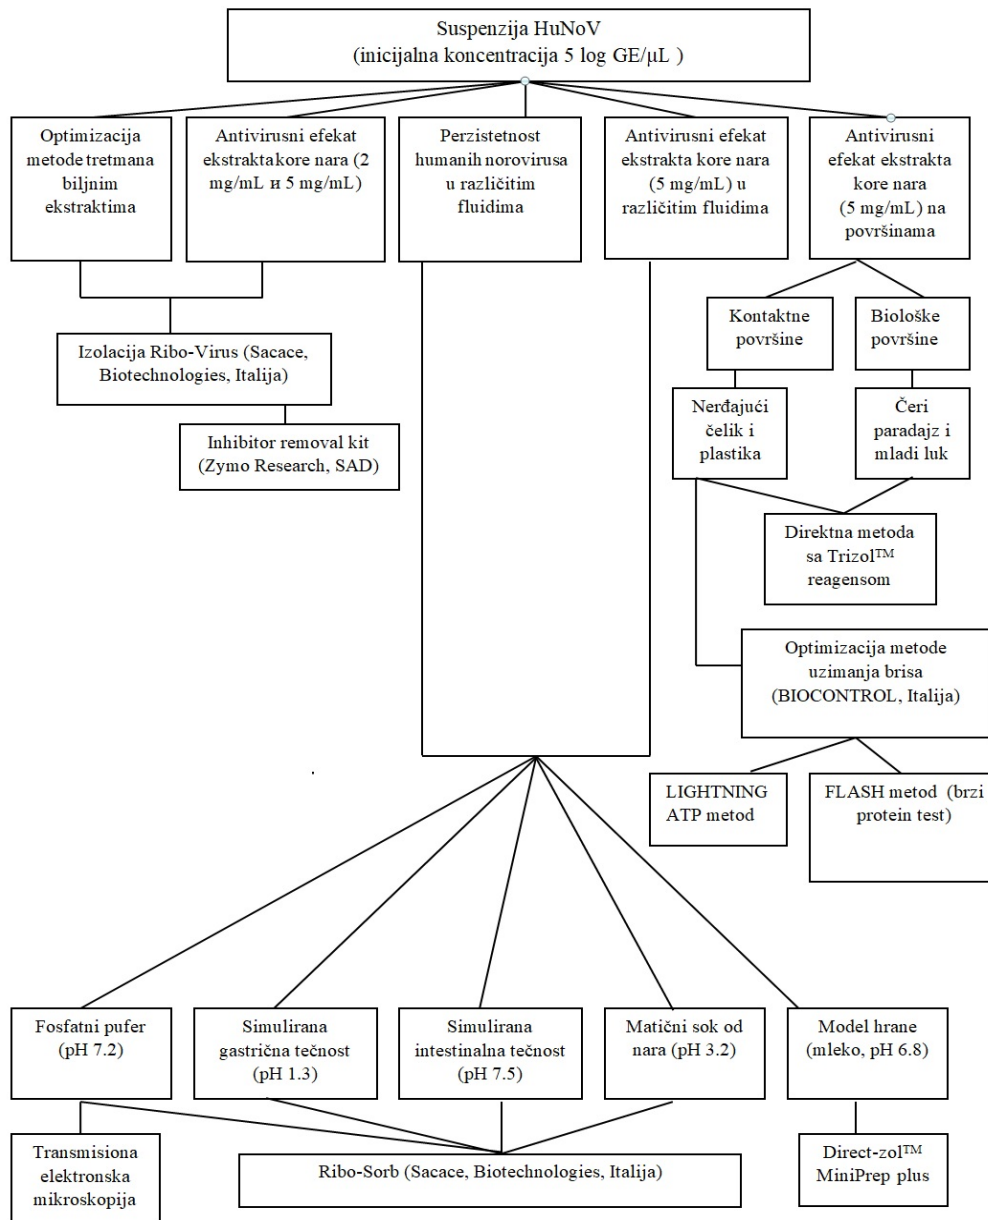 Suspenzija HuNoV
(inicijalna koncentracija 5 log GE/µL )
Optimizacija
metode tretmana
biljnim
ekstraktima
Antivirusni efekat
ekstrakta kore nara (2
mg/mL и 5 mg/mL)
Perzistetnost
humanih norovirusa
u različitim
fluidima
Antivirusni efekat
ekstrakta kore nara
(5 mg/mL) u
različitim fluidima
Antivirusni
efekat ekstrakta
kore nara
(5 mg/mL) na
površinama
Kontaktne
površine
Biološke
površine
Izolacija Ribo-Virus (Sacace,
Biotechnologies, Italija)
Nerđajući
čelik i
plastika
Čeri
paradajz i
mladi luk
Inhibitor removal kit
(Zymo Research, SAD)
Direktna metoda
sa Trizol™
reagensom
Optimizacija metode
uzimanja brisa
(BIOCONTROL, Italija)
LIGHTNING
ATP metod
FLASH metod (brzi
protein test)
Fosfatni pufer
(pH 7.2)
Simulirana
gastrična tečnost
(pH 1.3)
Simulirana
intestinalna tečnost
(pH 7.5)
Matični sok od
nara (pH 3.2)
Model hrane
(mleko, pH 6.8)
Transmisiona
elektronska
mikroskopija
Ribo-Sorb (Sacace, Biotechnologies, Italija)
Direct-zol™
MiniPrep plus